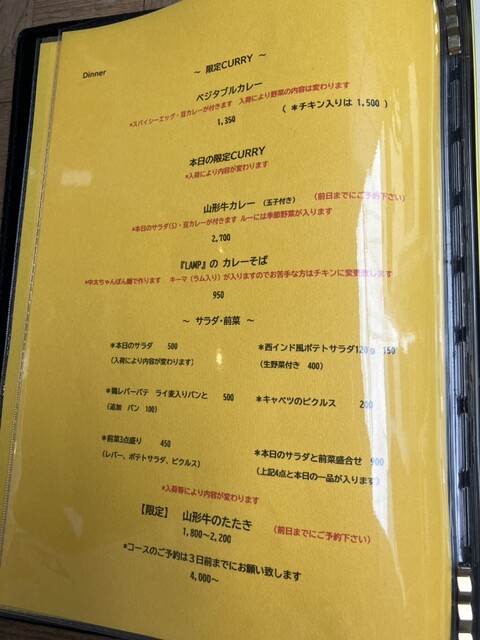 Dinner
～ 限定CURRY ～
ベジタブルカレー
*スパイシーエッグ・豆カレーが付きます 入荷により野菜の内容は変わります
1,350 (*チキン入りは 1,500 )
本日の限定CURRY
*入荷により内容が変わります
山形牛カレー (玉子付き) (前日までにご予約下さい)
*本日のサラダ(S)・豆カレーが付きます ルーには季節野菜が入ります
2,700
『LAMP』の カレーそば
*中太ちゃんぽん麺で作ります キーマ(ラム入り)が入りますのでお苦手な方はチキンに変更致します
950
～ サラダ・前菜 ～
*本日のサラダ 500
(入荷により内容が変わります)
*西インド風ポテトサラダ120g 350
(生野菜付き 400)
*鶏レバーパテ ライ麦入りパンと 500
(追加 パン 100)
*キャベツのピクルス 200
*前菜3点盛り 450
(レバー、ポテトサラダ、ピクルス)
*本日のサラダと前菜盛合せ 900
(上記4点と本日の一品が入ります)
*入荷等により内容が変わります
【限定】 山形牛のたたき (前日までにご予約下さい)
1,800～2,200
*コースのご予約は3日前までにお願い致します
4,000～